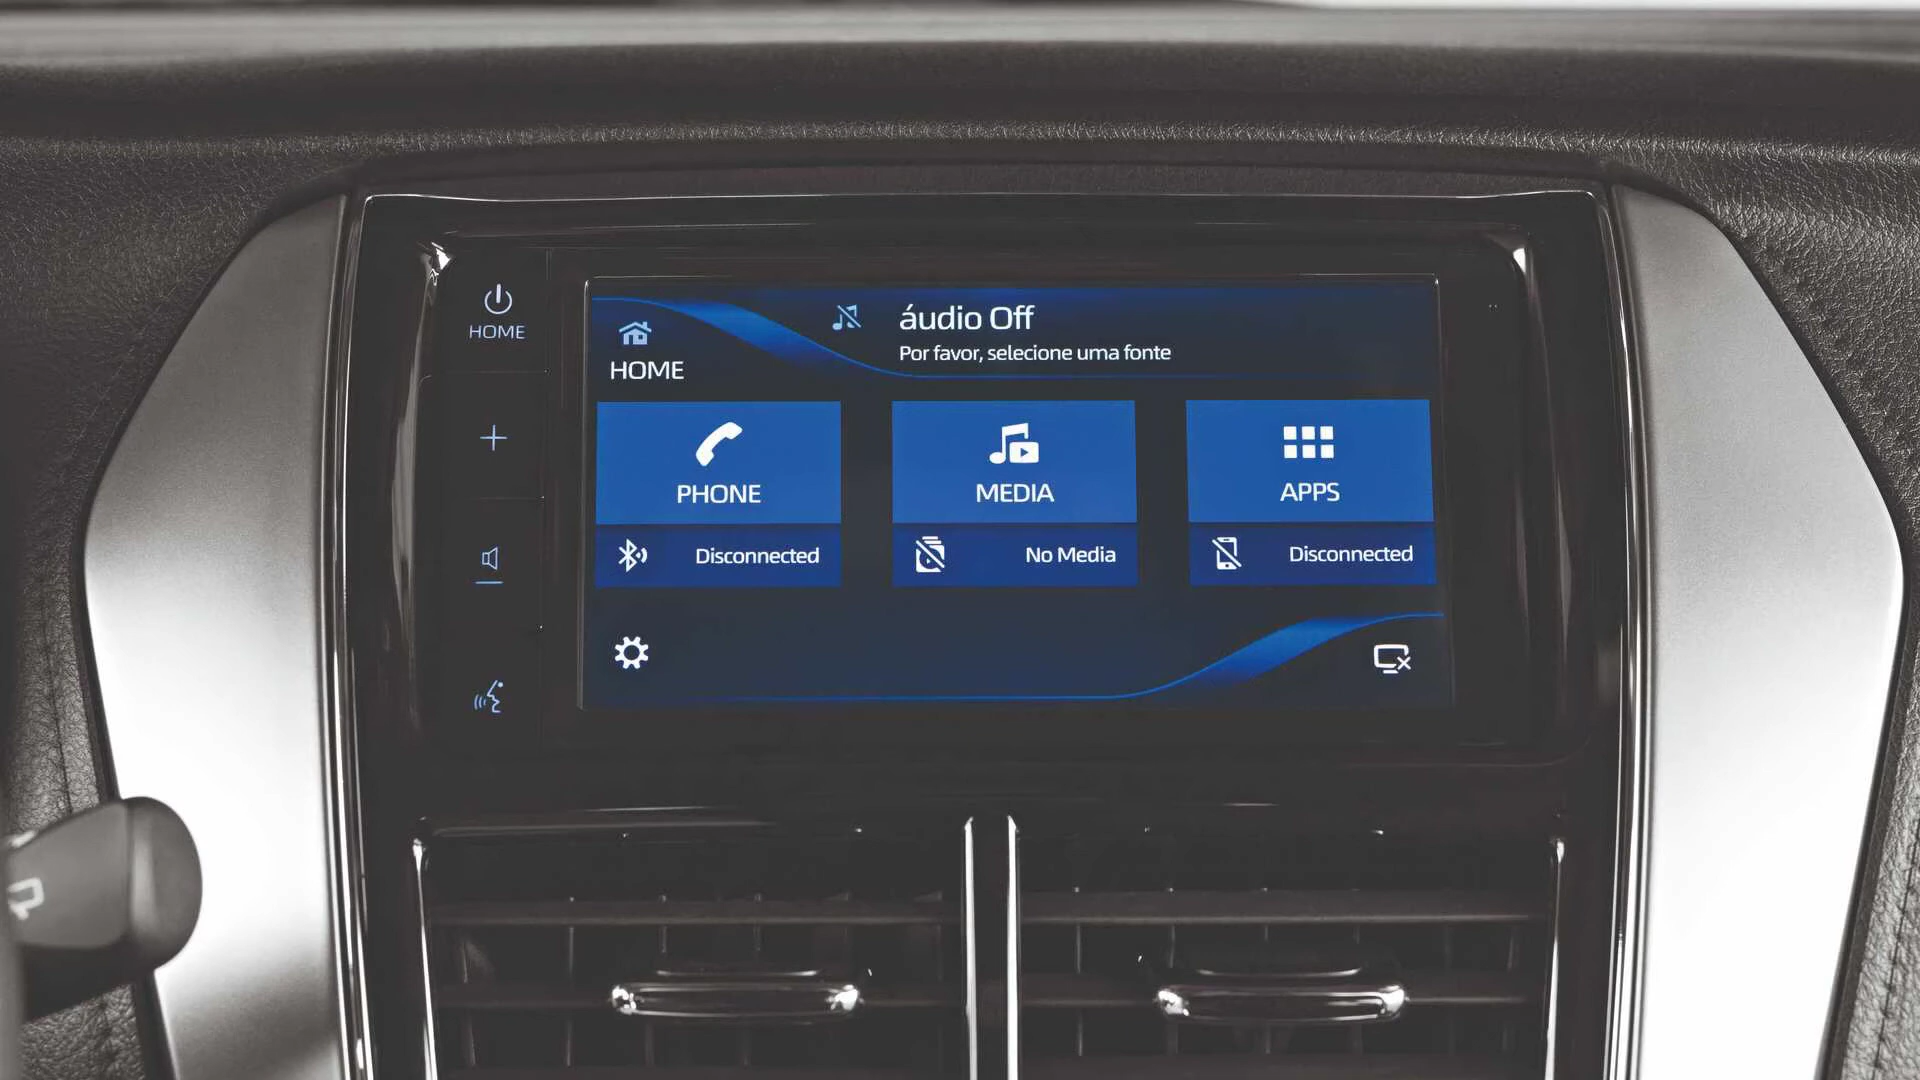 HOME
HOME
áudio Off
Por favor, selecione uma fonte
PHONE
MEDIA
APPS
Disconnected
No Media
Disconnected